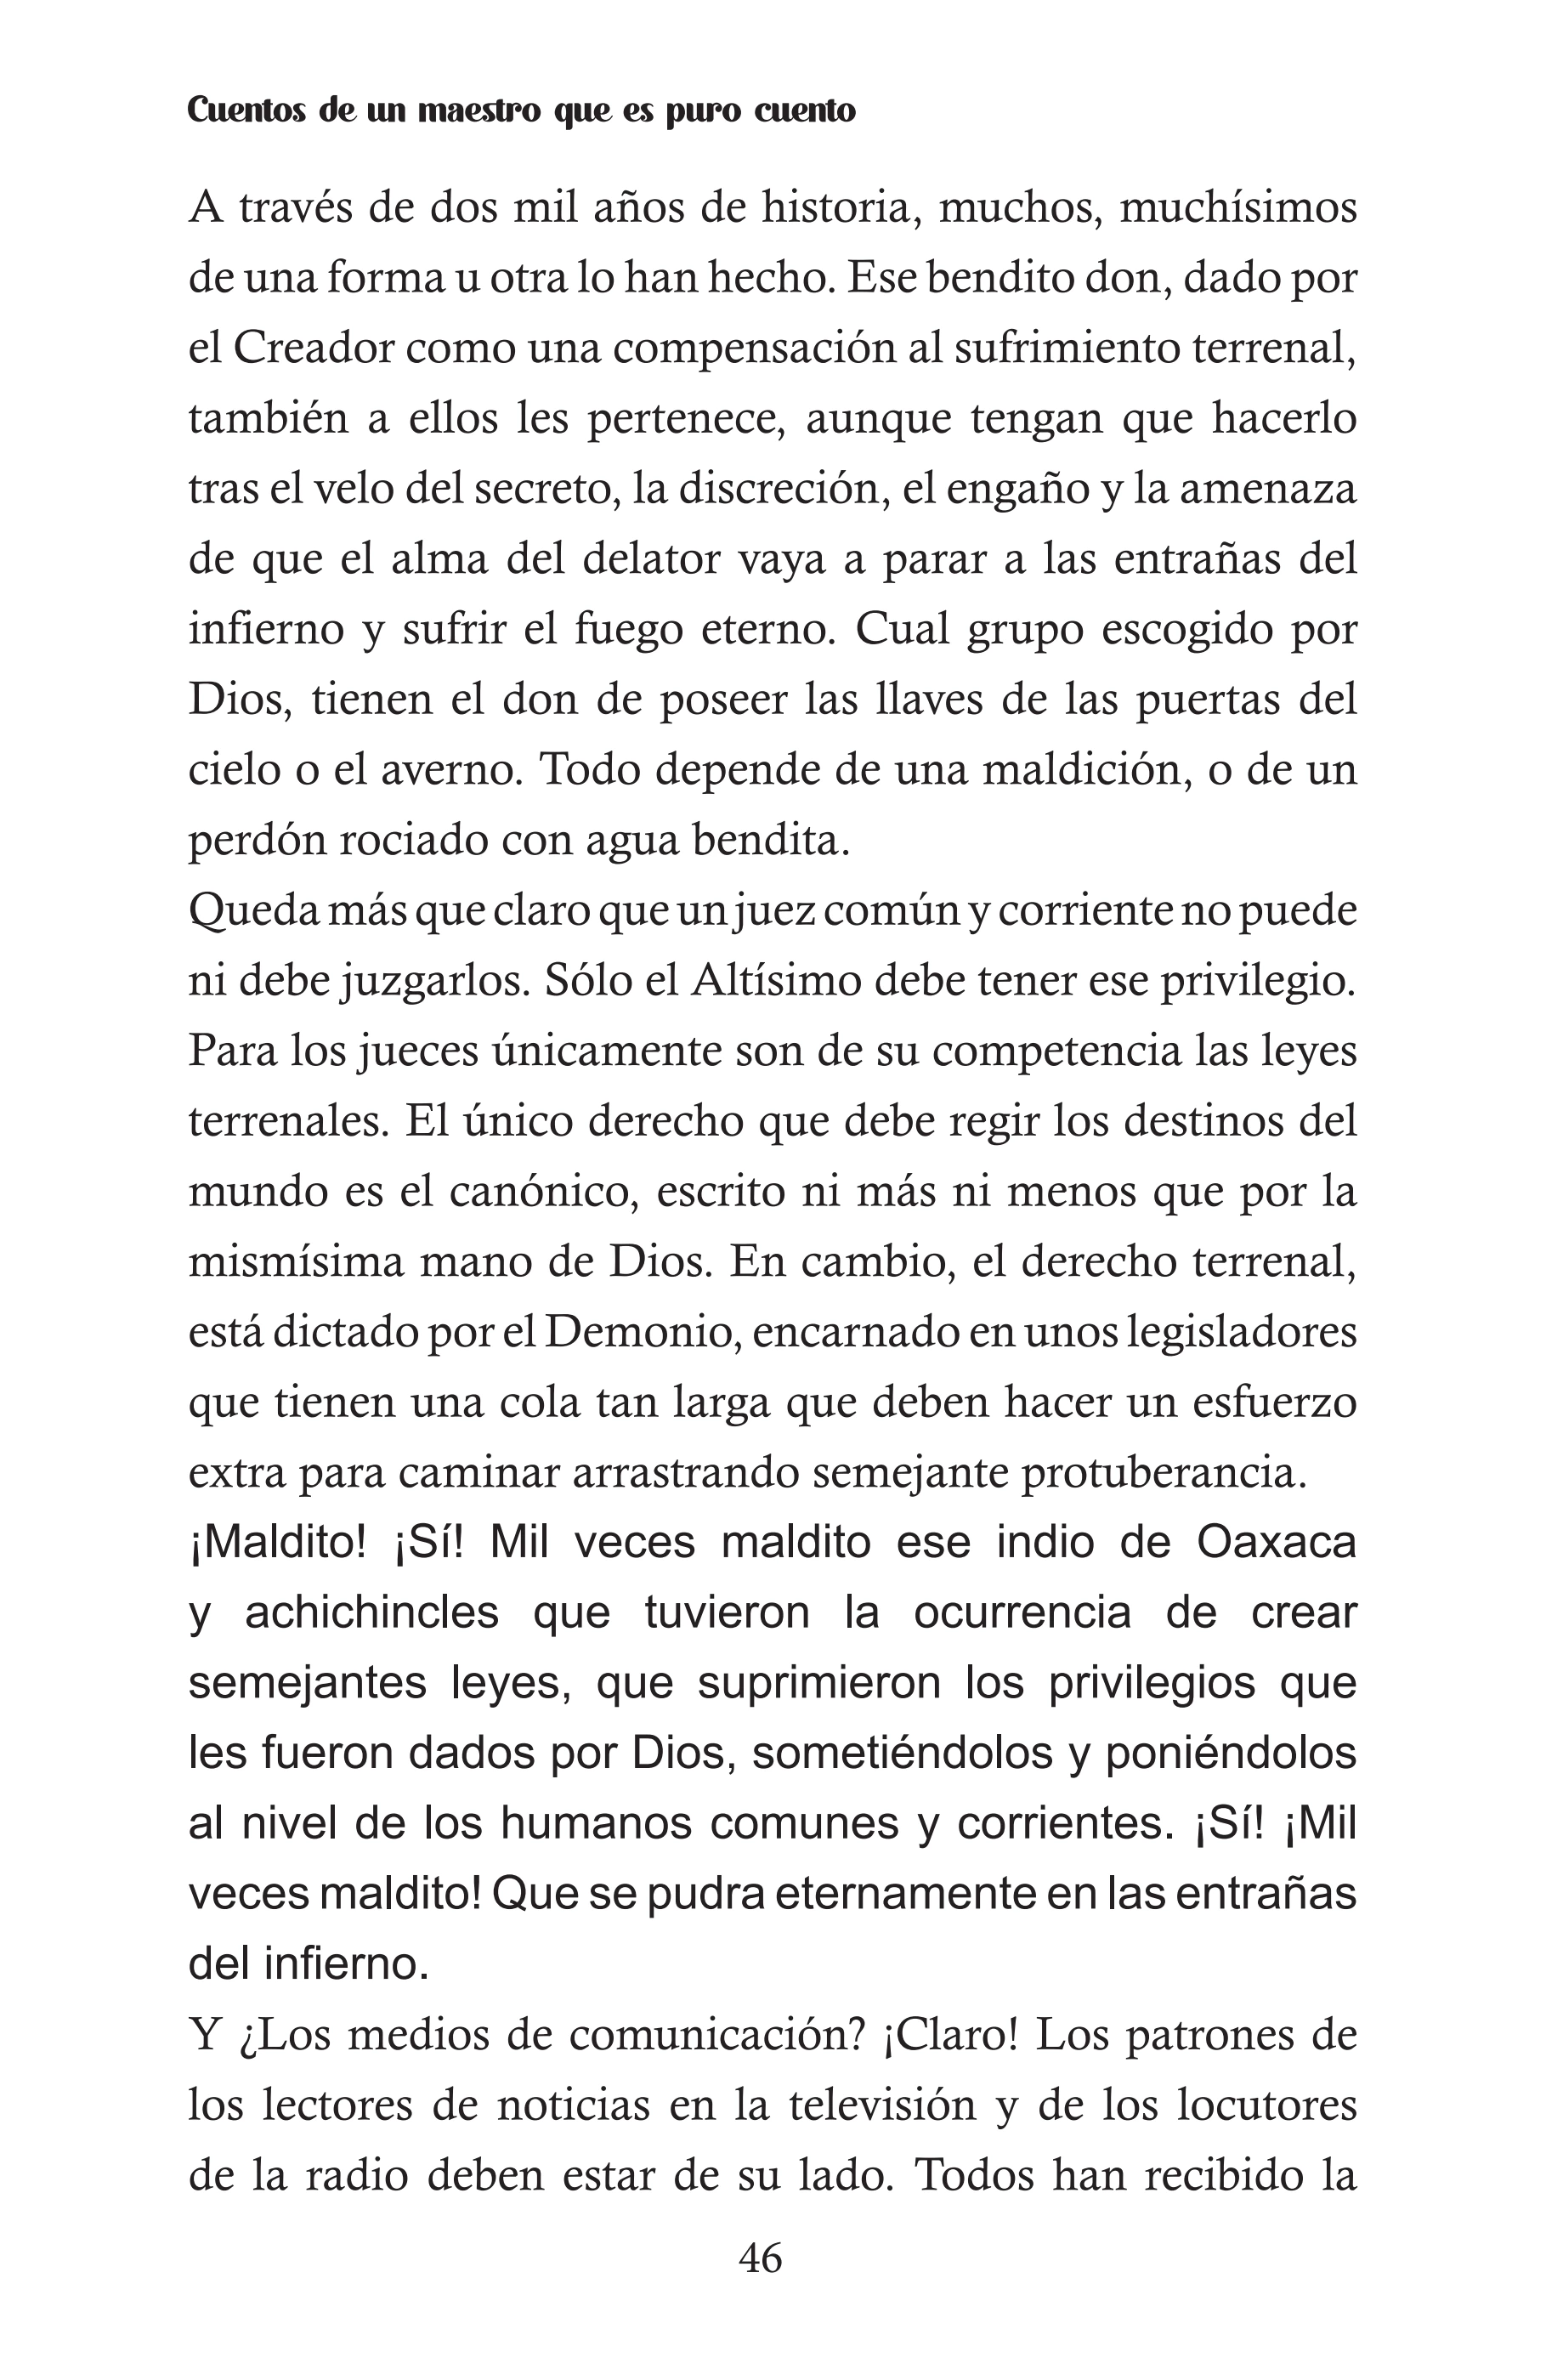 Cuentos de un maestro que es puro cuento
A través de dos mil años de historia, muchos, muchísimos
de una forma u otra lo han hecho. Ese bendito don, dado por
el Creador como una compensación al sufrimiento terrenal,
también a ellos les pertenece, aunque tengan que hacerlo
tras el velo del secreto, la discreción, el engaño y la amenaza
de que el alma del delator vaya a parar a las entrañas del
infierno y sufrir el fuego eterno. Cual grupo escogido por
Dios, tienen el don de poseer las llaves de las puertas del
cielo o el averno. Todo depende de una maldición, o de un
perdón rociado con agua bendita.
Queda más que claro que un juez común y corriente no puede
ni debe juzgarlos. Sólo el Altísimo debe tener ese privilegio.
Para los jueces únicamente son de su competencia las leyes
terrenales. El único derecho que debe regir los destinos del
mundo es el canónico, escrito ni más ni menos que por la
mismísima mano de Dios. En cambio, el derecho terrenal,
está dictado por el Demonio, encarnado en unos legisladores
que tienen una cola tan larga que deben hacer un esfuerzo
extra para caminar arrastrando semejante protuberancia.
¡Maldito! ¡Sí! Mil veces maldito ese indio de Oaxaca
y achichincles que tuvieron la ocurrencia de crear
semejantes leyes, que suprimieron los privilegios que
les fueron dados por Dios, sometiéndolos y poniéndolos
al nivel de los humanos comunes y corrientes. ¡Sí! ¡Mil
veces maldito! Que se pudra eternamente en las entrañas
del infierno.
Y ¿Los medios de comunicación? ¡Claro! Los patrones de
los lectores de noticias en la televisión y de los locutores
de la radio deben estar de su lado. Todos han recibido la
46